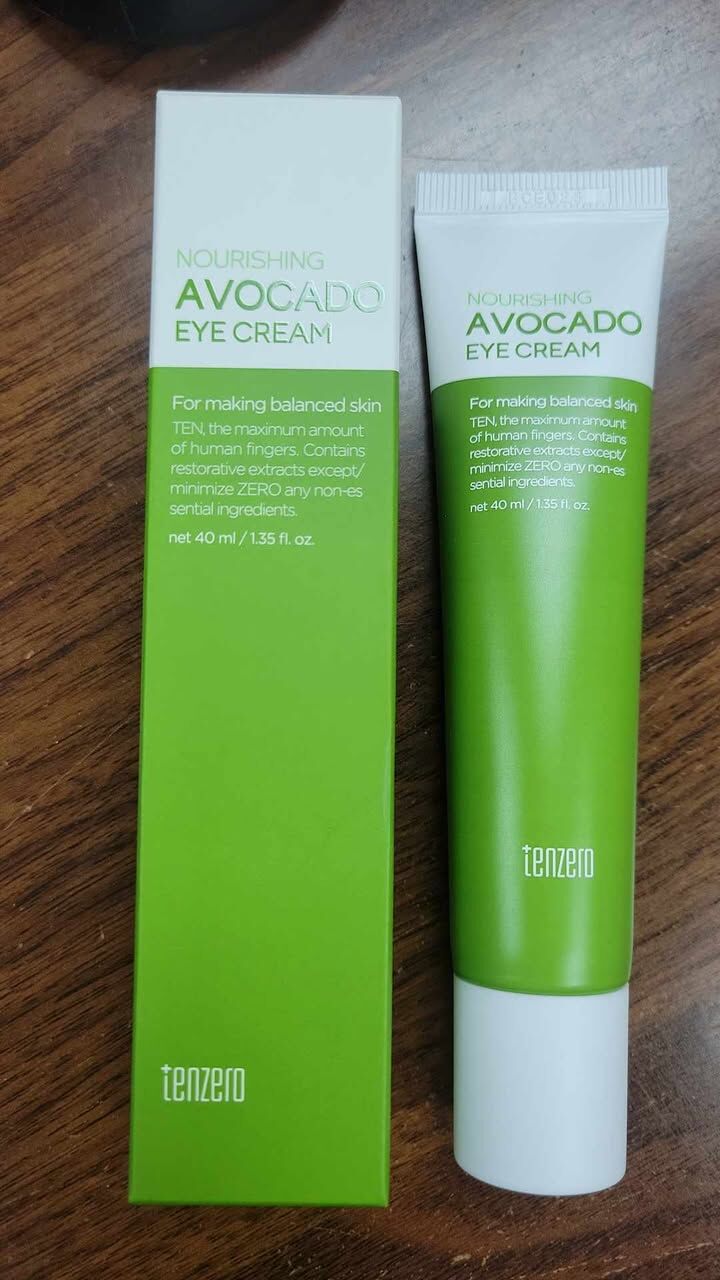 NOURISHING
AVOCADO
EYE CREAM
For making balanced skin
TEN, the maximum amount
of human fingers. Contains
restorative extracts except/
minimize ZERO any non-es
sential ingredients.
net 40 ml / 1.35 fl. oz.
tenzero
NOURISHING
AVOCADO
EYE CREAM
For making balanced skin
TEN, the maximum amount
of human fingers. Contains
restorative extracts except/
minimize ZERO any non-es
sential ingredients.
net 40 ml / 1.35 fl. oz.
tenzero